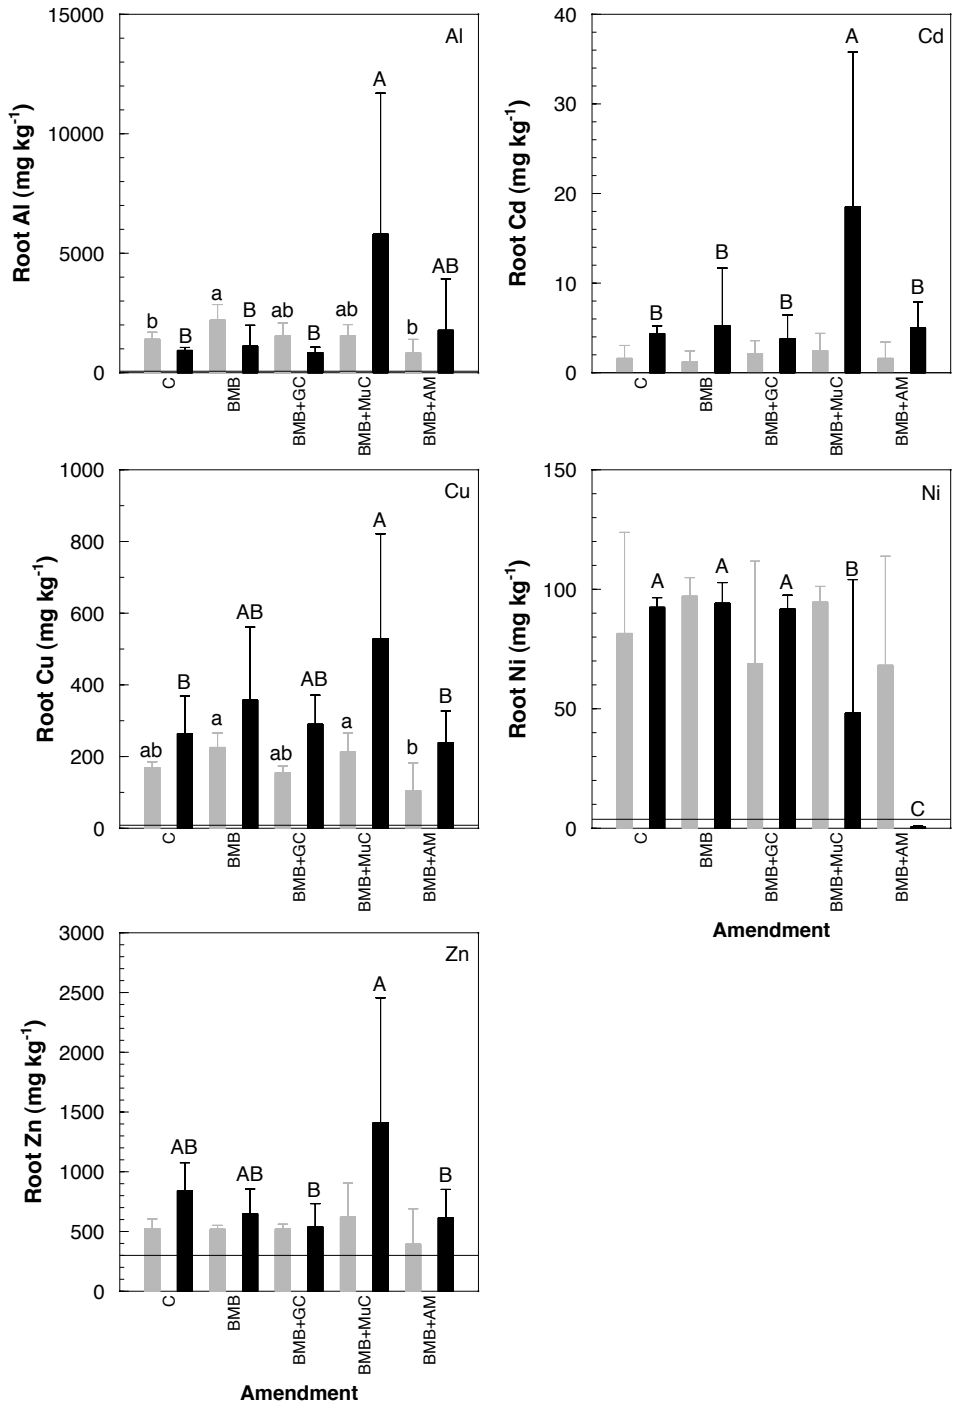 Al
Root Al (mg kg-1)
15000
10000
5000
0
b
B
a
B
ab
B
ab
A
b
AB
C
BMB
BMB+GC
BMB+MuC
BMB+AM
Cd
Root Cd (mg kg-1)
40
30
20
10
0
B
B
B
A
B
C
BMB
BMB+GC
BMB+MuC
BMB+AM
Cu
Root Cu (mg kg-1)
1000
800
600
400
200
0
ab
B
a
AB
ab
AB
a
A
b
B
C
BMB
BMB+GC
BMB+MuC
BMB+AM
Ni
Root Ni (mg kg-1)
150
100
50
0
A
A
A
B
C
C
BMB
BMB+GC
BMB+MuC
BMB+AM
Amendment
Zn
Root Zn (mg kg-1)
3000
2500
2000
1500
1000
500
0
AB
AB
B
A
B
C
BMB
BMB+GC
BMB+MuC
BMB+AM
Amendment